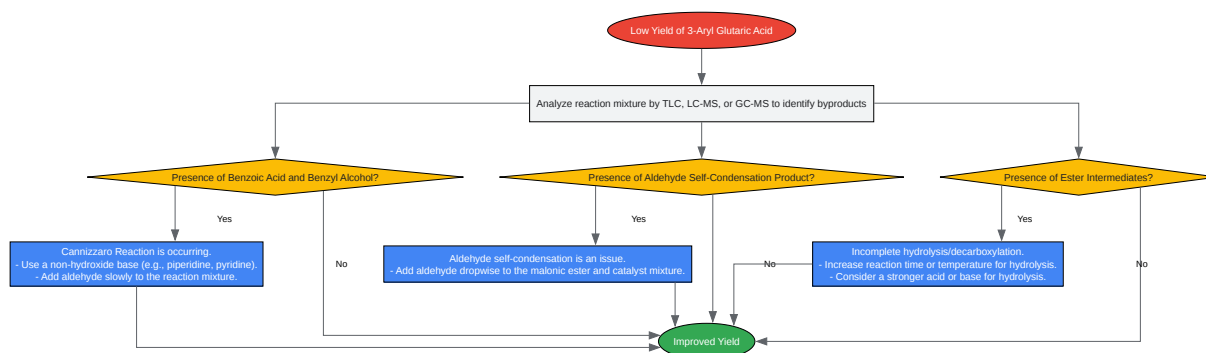 Low Yield of 3-Aryl Glutaric Acid
Analyze reaction mixture by TLC, LC-MS, or GC-MS to identify byproducts
Presence of Benzoic Acid and Benzyl Alcohol?
Presence of Aldehyde Self-Condensation Product?
Presence of Ester Intermediates?
Yes
Yes
Yes
Cannizzaro Reaction is occurring.
- Use a non-hydroxide base (e.g., piperidine, pyridine).
- Add aldehyde slowly to the reaction mixture.
No
Aldehyde self-condensation is an issue.
- Add aldehyde dropwise to the malonic ester and catalyst mixture.
No
Incomplete hydrolysis/decarboxylation.
- Increase reaction time or temperature for hydrolysis.
- Consider a stronger acid or base for hydrolysis.
No
Improved Yield